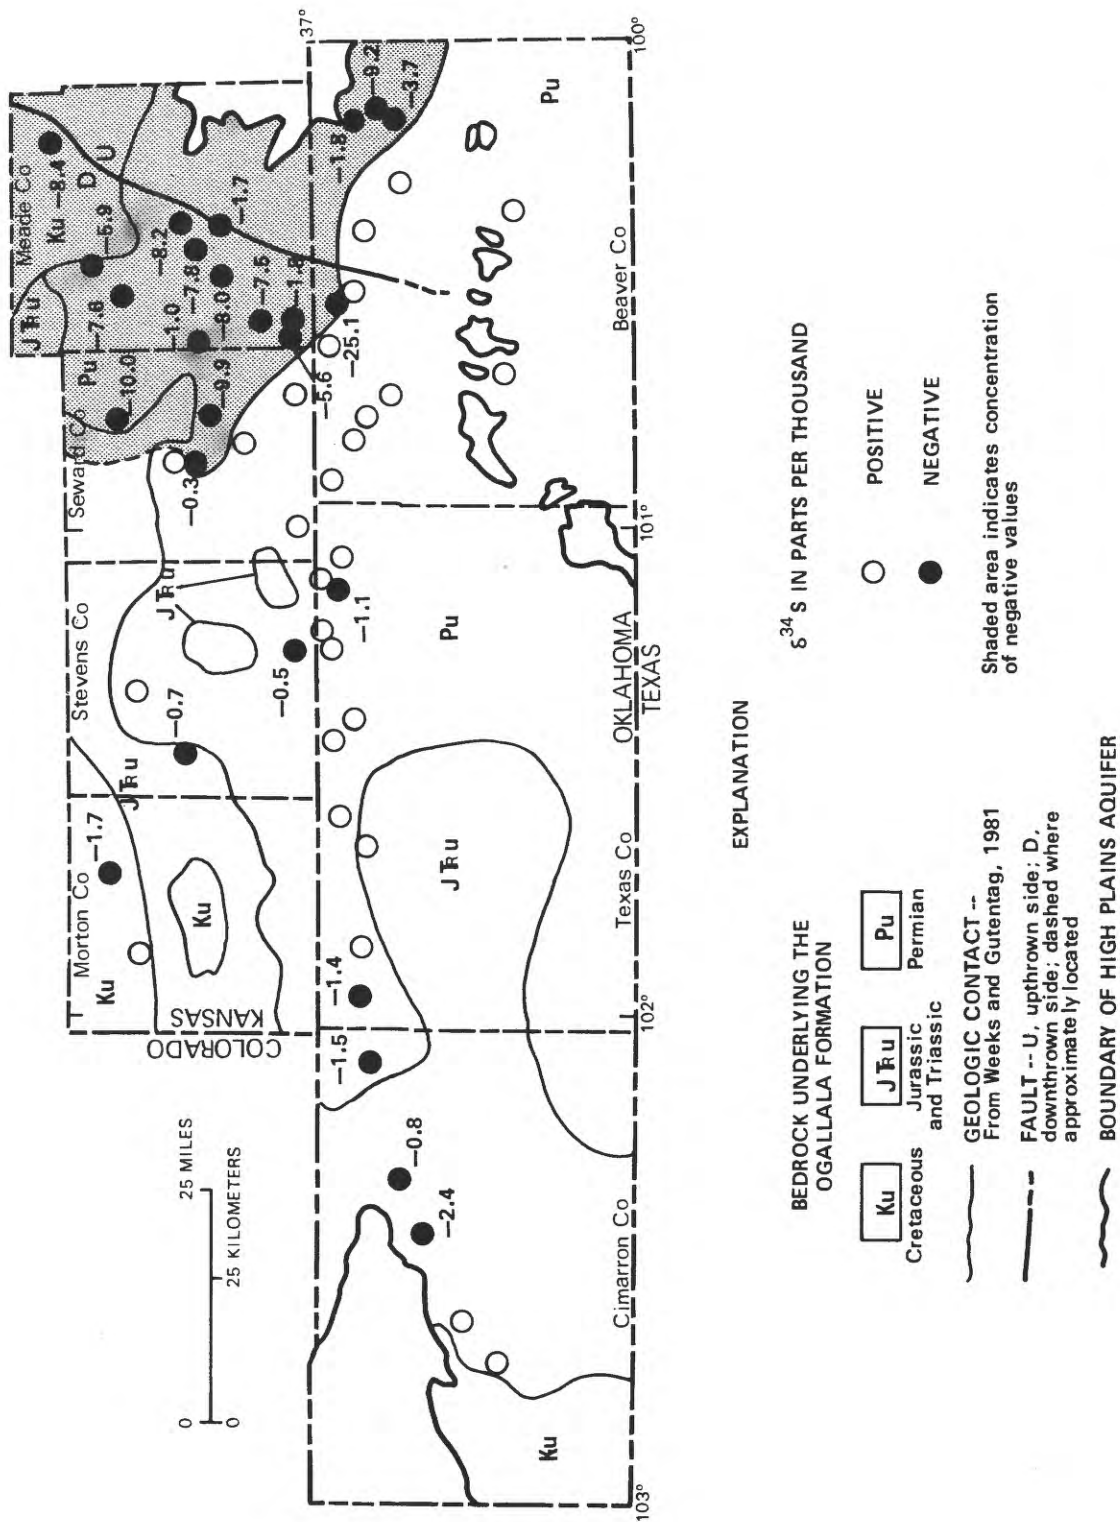 0 25 MILES
0 25 KILOMETERS
COLORADO
KANSAS
Morton Co
Stevens Co
Seward Co
Meade Co
Ku
−1.7
Ku
JTRu
−0.7
JTRu
−0.5
−0.3
Pu
−10.0
−9.9
JTRu
Pu
−7.6
−5.9
Ku
−8.4
D
U
−1.0
−8.2
−7.8
−8.0
−1.7
−7.5
−1.8
37°
−5.6
−25.1
−1.8
−9.2
−3.7
−1.1
−1.4
−1.5
−0.8
−2.4
Ku
JTRu
Pu
Pu
Cimarron Co
Texas Co
Beaver Co
OKLAHOMA
TEXAS
103°
102°
101°
100°
EXPLANATION
BEDROCK UNDERLYING THE
OGALLALA FORMATION
Ku
Cretaceous
JTRu
Jurassic
and Triassic
Pu
Permian
GEOLOGIC CONTACT --
From Weeks and Gutentag, 1981
FAULT -- U, upthrown side; D,
downthrown side; dashed where
approximately located
BOUNDARY OF HIGH PLAINS AQUIFER
δ34S IN PARTS PER THOUSAND
POSITIVE
NEGATIVE
Shaded area indicates concentration
of negative values